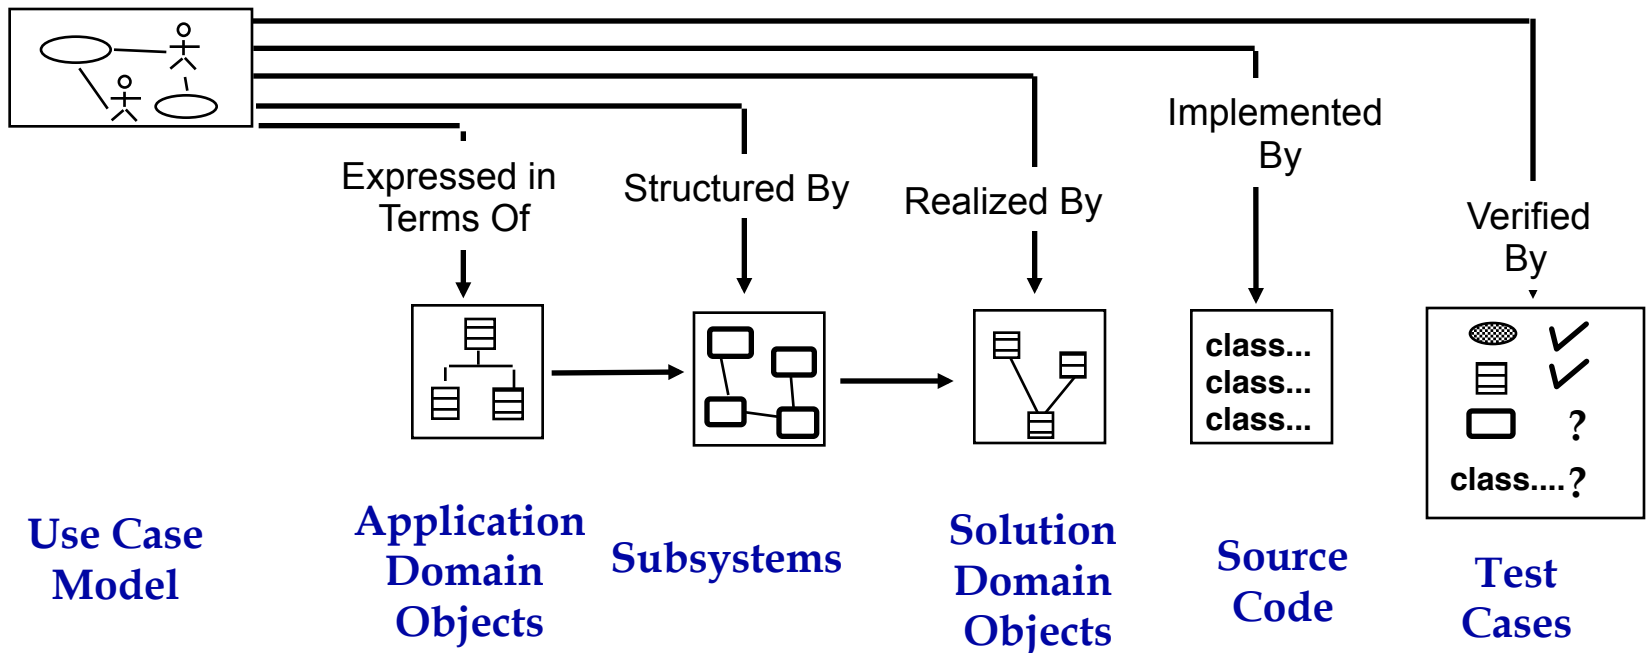 Expressed in
Terms Of
Structured By
Realized By
Implemented
By
Verified
By
class...
class...
class...
?
class....?
Use Case
Model
Application
Domain
Objects
Subsystems
Solution
Domain
Objects
Source
Code
Test
Cases